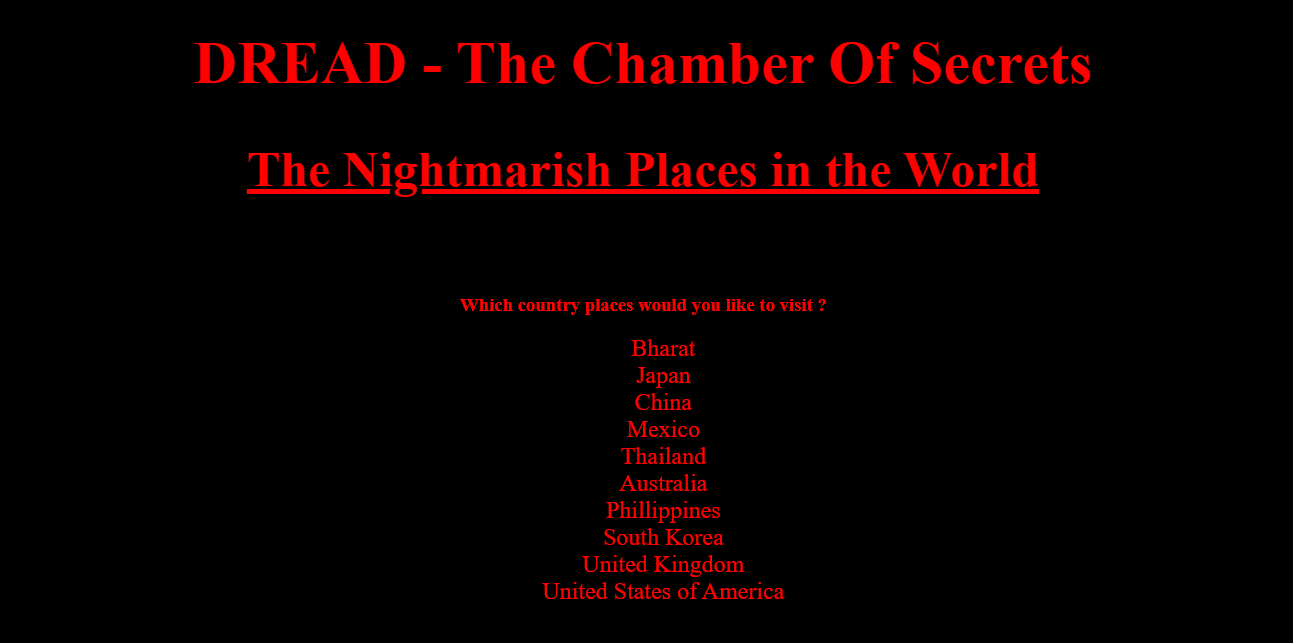 DREAD - The Chamber Of Secrets
The Nightmarish Places in the World
Which country places would you like to visit ?
Bharat
Japan
China
Mexico
Thailand
Australia
Phillippines
South Korea
United Kingdom
United States of America